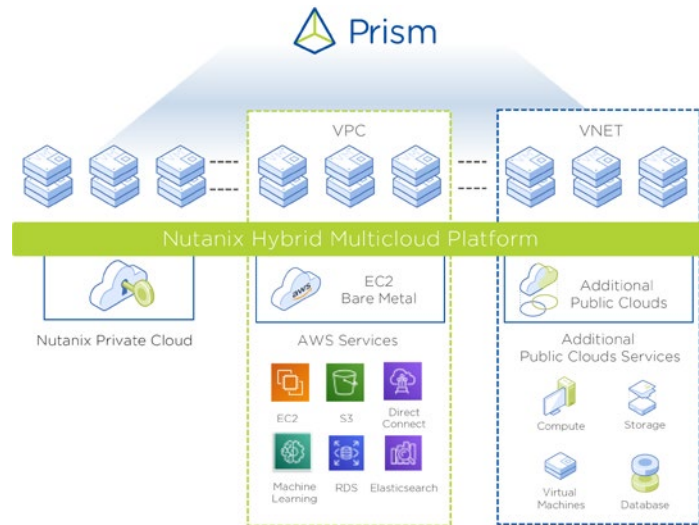 Prism
VPC
VNET
Nutanix Hybrid Multicloud Platform
aws
EC2
Bare Metal
Additional
Public Clouds
Nutanix Private Cloud
AWS Services
Additional
Public Clouds Services
EC2
S3
Direct
Connect
Compute
Storage
Machine
Learning
RDS
Elasticsearch
Virtual
Machines
Database